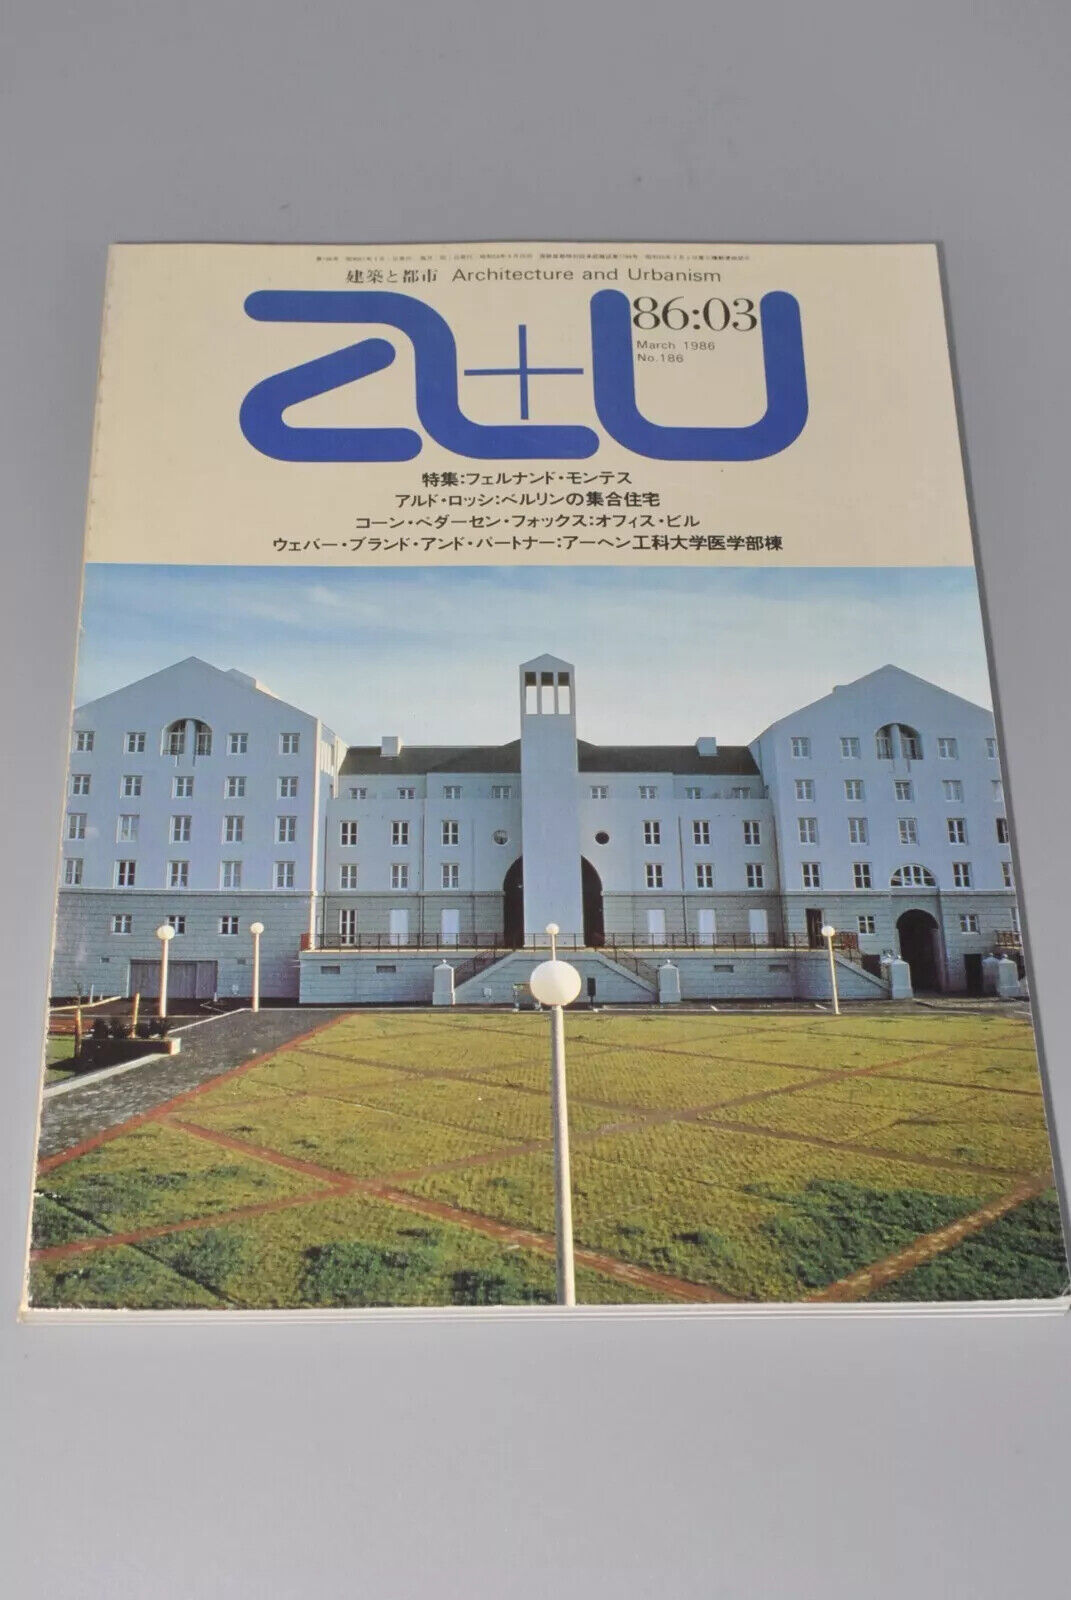 建築と都市 Architecture and Urbanism
a+u
86:03
March 1986
No.186
特集:フェルナンド・モンテス
アルド・ロッシ:ベルリンの集合住宅
コーン・ペダーセン・フォックス:オフィス・ビル
ウェバー・ブランド・アンド・パートナー:アーヘン工科大学医学部棟